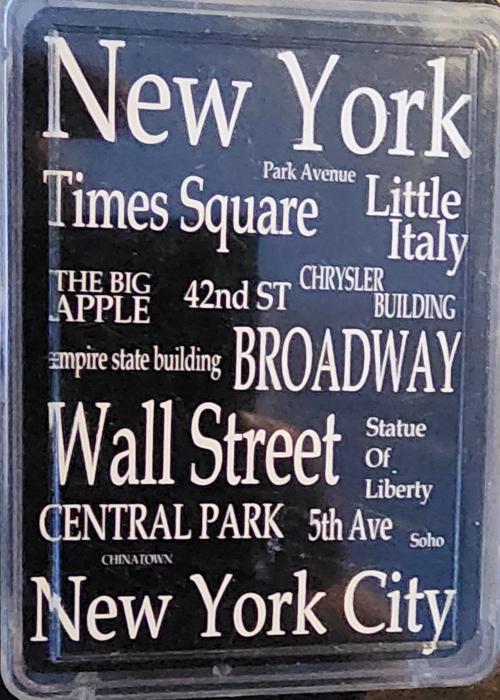 New York
Park Avenue
Times Square
Little
Italy
THE BIG
APPLE
42nd ST
CHRYSLER
BUILDING
Empire state building
BROADWAY
Wall Street
Statue
Of
Liberty
CENTRAL PARK
5th Ave
Soho
CHINATOWN
New York City